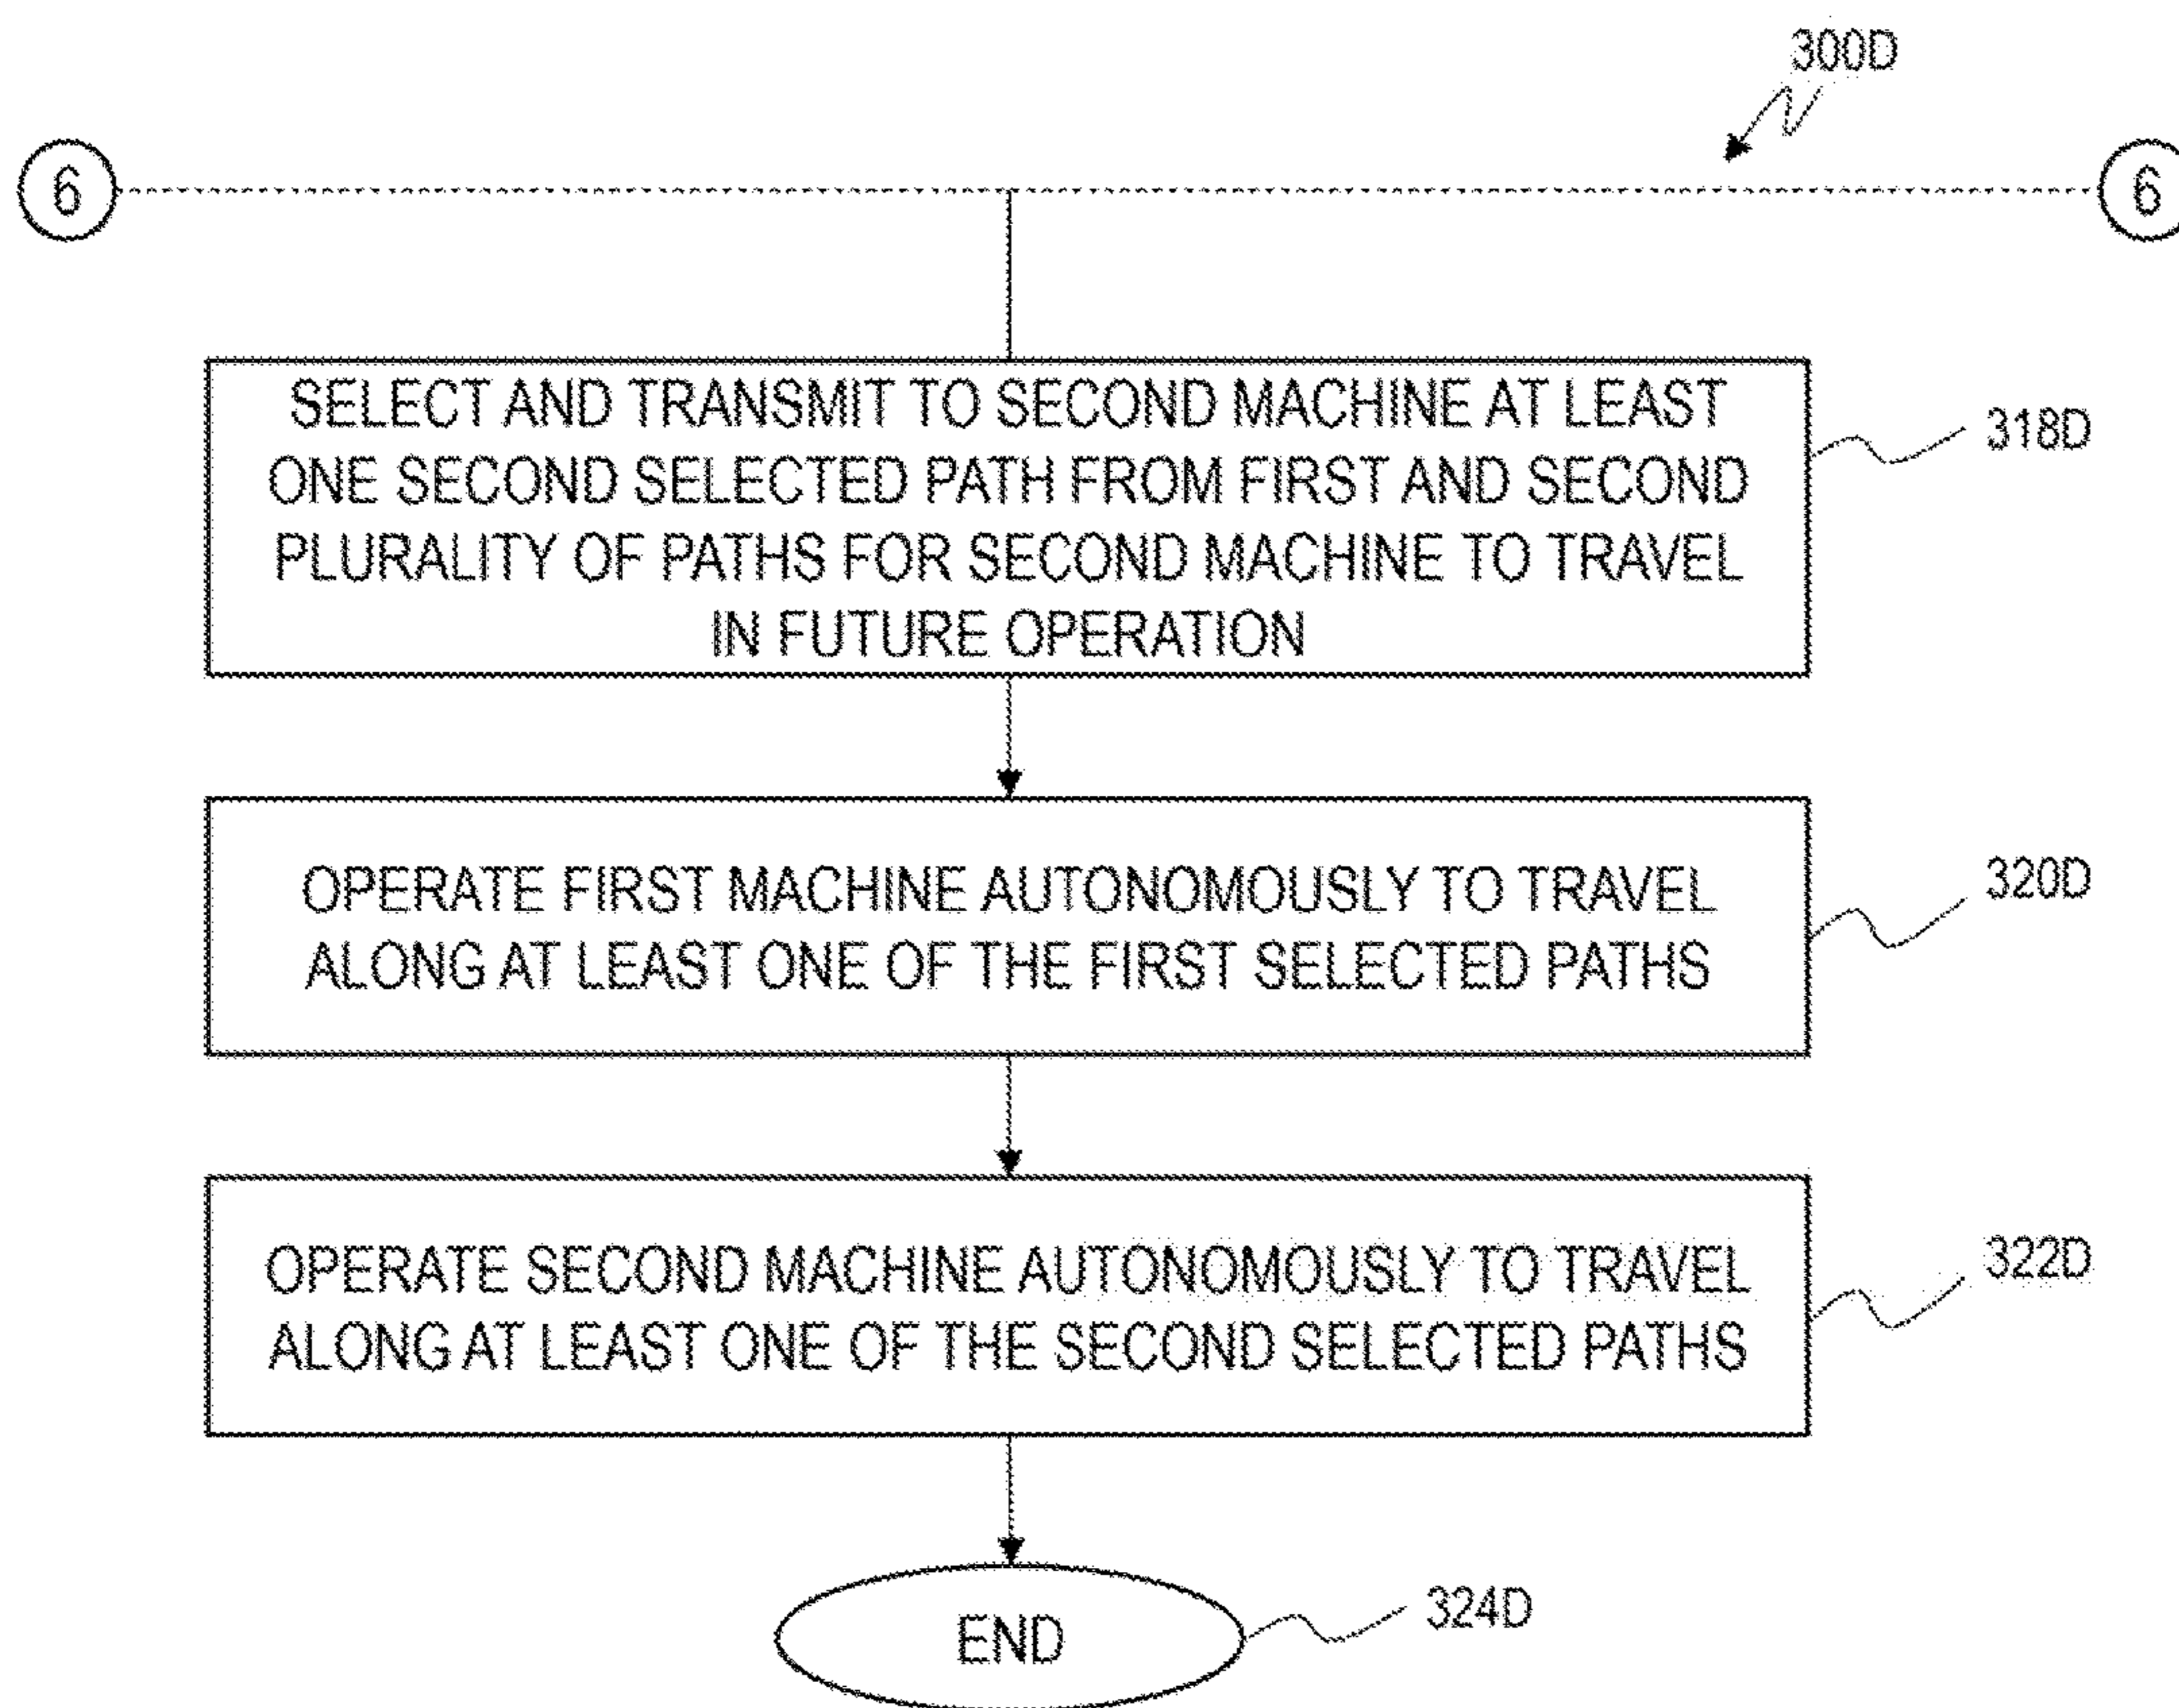 300D
6
6
SELECT AND TRANSMIT TO SECOND MACHINE AT LEAST
ONE SECOND SELECTED PATH FROM FIRST AND SECOND
PLURALITY OF PATHS FOR SECOND MACHINE TO TRAVEL
IN FUTURE OPERATION
318D
OPERATE FIRST MACHINE AUTONOMOUSLY TO TRAVEL
ALONG AT LEAST ONE OF THE FIRST SELECTED PATHS
320D
OPERATE SECOND MACHINE AUTONOMOUSLY TO TRAVEL
ALONG AT LEAST ONE OF THE SECOND SELECTED PATHS
322D
END
324D